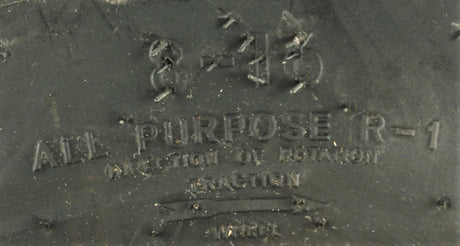 8-16
ALL PURPOSE R-1
DIRECTION OF ROTATION
TRACTION
WHEEL